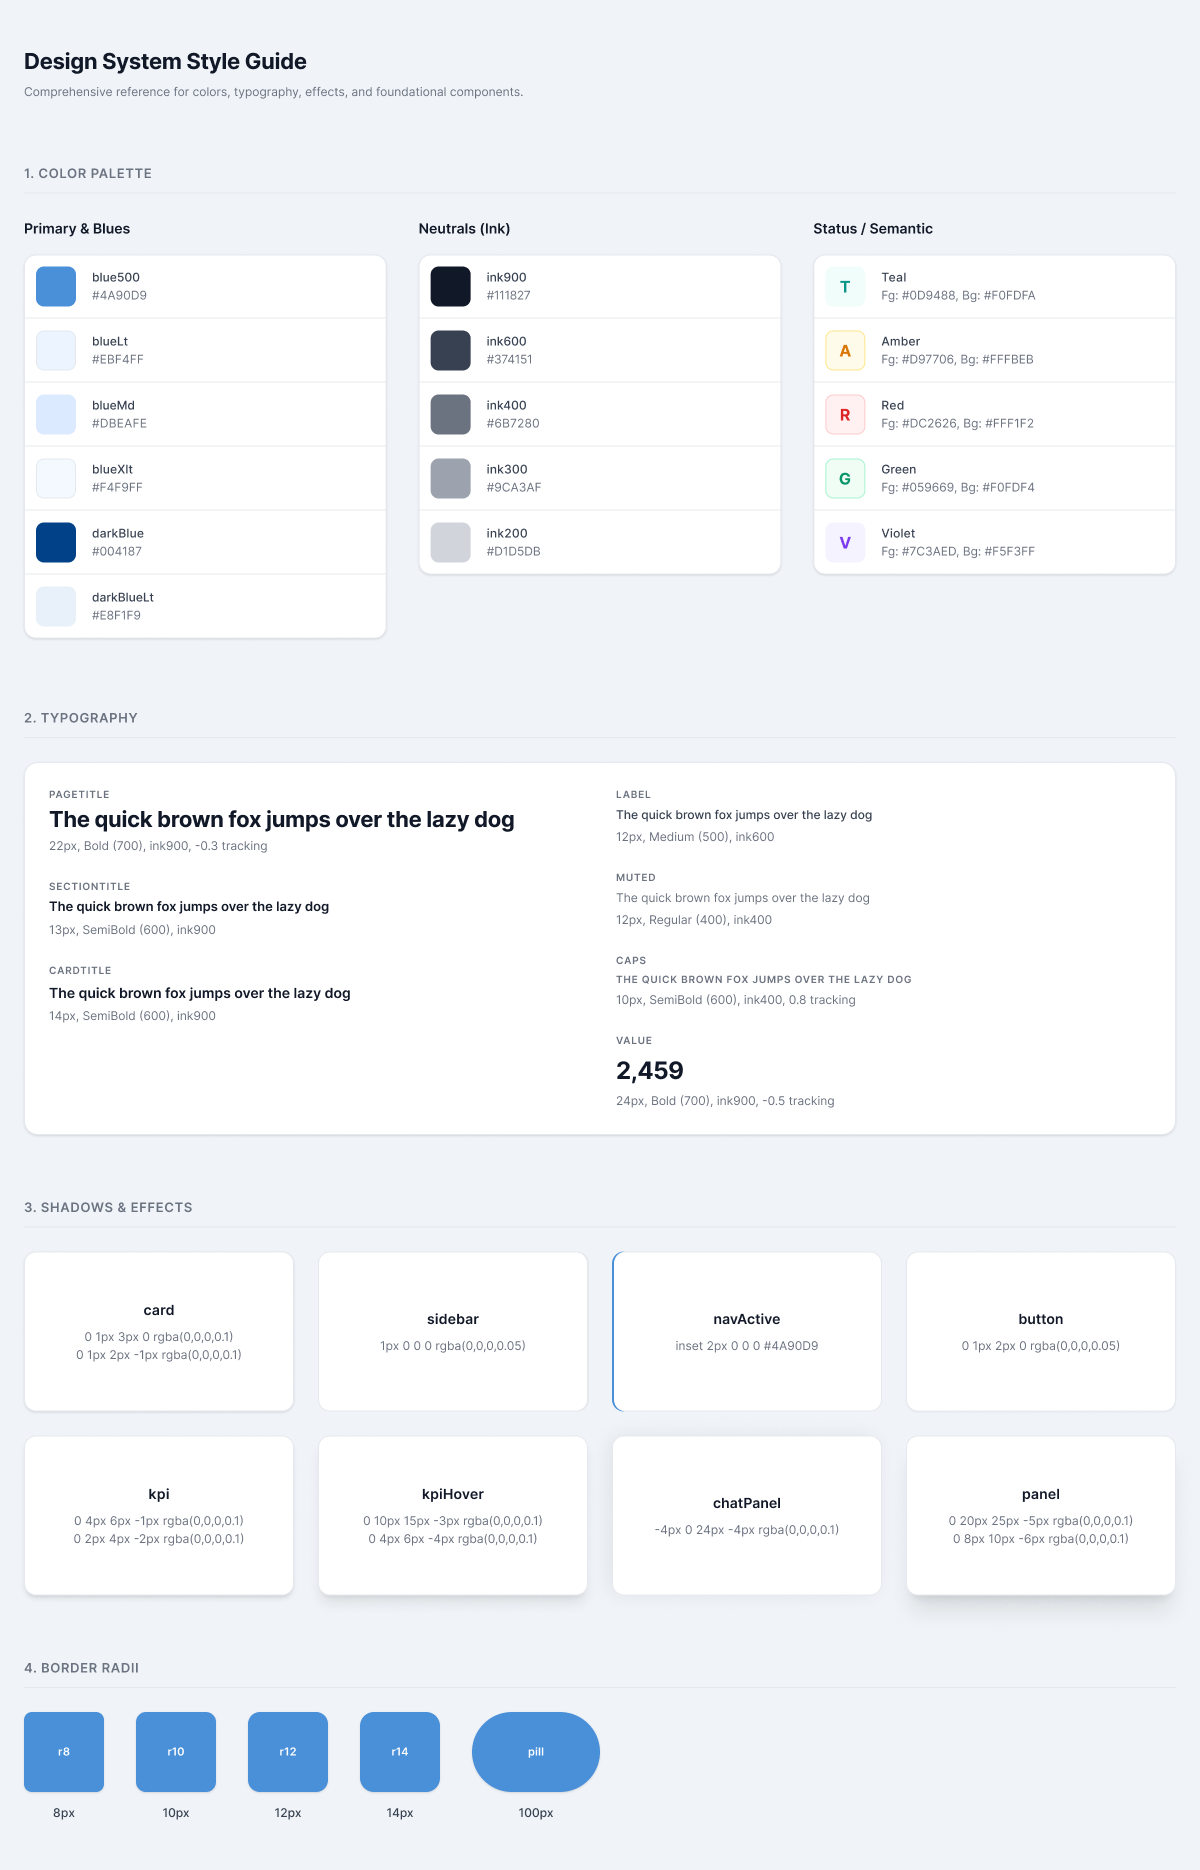 Design System Style Guide
Comprehensive reference for colors, typography, effects, and foundational components.
1. COLOR PALETTE
Primary & Blues
blue500
#4A90D9
blueLt
#EBF4FF
blueMd
#DBEAFE
blueXlt
#F4F9FF
darkBlue
#004187
darkBlueLt
#E8F1F9
Neutrals (Ink)
ink900
#111827
ink600
#374151
ink400
#6B7280
ink300
#9CA3AF
ink200
#D1D5DB
Status / Semantic
T
Teal
Fg: #0D9488, Bg: #F0FDFA
A
Amber
Fg: #D97706, Bg: #FFFBEB
R
Red
Fg: #DC2626, Bg: #FFF1F2
G
Green
Fg: #059669, Bg: #F0FDF4
V
Violet
Fg: #7C3AED, Bg: #F5F3FF
2. TYPOGRAPHY
PAGETITLE
The quick brown fox jumps over the lazy dog
22px, Bold (700), ink900, -0.3 tracking
SECTIONTITLE
The quick brown fox jumps over the lazy dog
13px, SemiBold (600), ink900
CARDTITLE
The quick brown fox jumps over the lazy dog
14px, SemiBold (600), ink900
LABEL
The quick brown fox jumps over the lazy dog
12px, Medium (500), ink600
MUTED
The quick brown fox jumps over the lazy dog
12px, Regular (400), ink400
CAPS
THE QUICK BROWN FOX JUMPS OVER THE LAZY DOG
10px, SemiBold (600), ink400, 0.8 tracking
VALUE
2,459
24px, Bold (700), ink900, -0.5 tracking
3. SHADOWS & EFFECTS
card
0 1px 3px 0 rgba(0,0,0,0.1)
0 1px 2px -1px rgba(0,0,0,0.1)
sidebar
1px 0 0 0 rgba(0,0,0,0.05)
navActive
inset 2px 0 0 0 #4A90D9
button
0 1px 2px 0 rgba(0,0,0,0.05)
kpi
0 4px 6px -1px rgba(0,0,0,0.1)
0 2px 4px -2px rgba(0,0,0,0.1)
kpiHover
0 10px 15px -3px rgba(0,0,0,0.1)
0 4px 6px -4px rgba(0,0,0,0.1)
chatPanel
-4px 0 24px -4px rgba(0,0,0,0.1)
panel
0 20px 25px -5px rgba(0,0,0,0.1)
0 8px 10px -6px rgba(0,0,0,0.1)
4. BORDER RADII
r8
8px
r10
10px
r12
12px
r14
14px
pill
100px